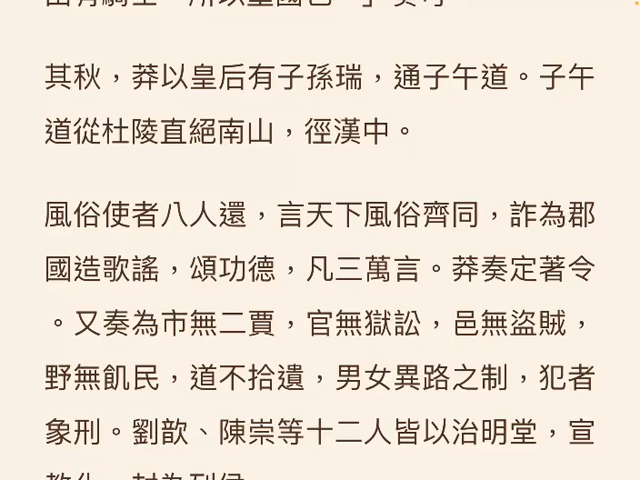 其秋，莽以皇后有子孫瑞，通子午道。子午
道從杜陵直絕南山，徑漢中。
風俗使者八人還，言天下風俗齊同，詐為郡
國造歌謠，頌功德，凡三萬言。莽奏定著令
。又奏為市無二賈，官無獄訟，邑無盜賊，
野無飢民，道不拾遺，男女異路之制，犯者
象刑。劉歆、陳崇等十二人皆以治明堂，宣